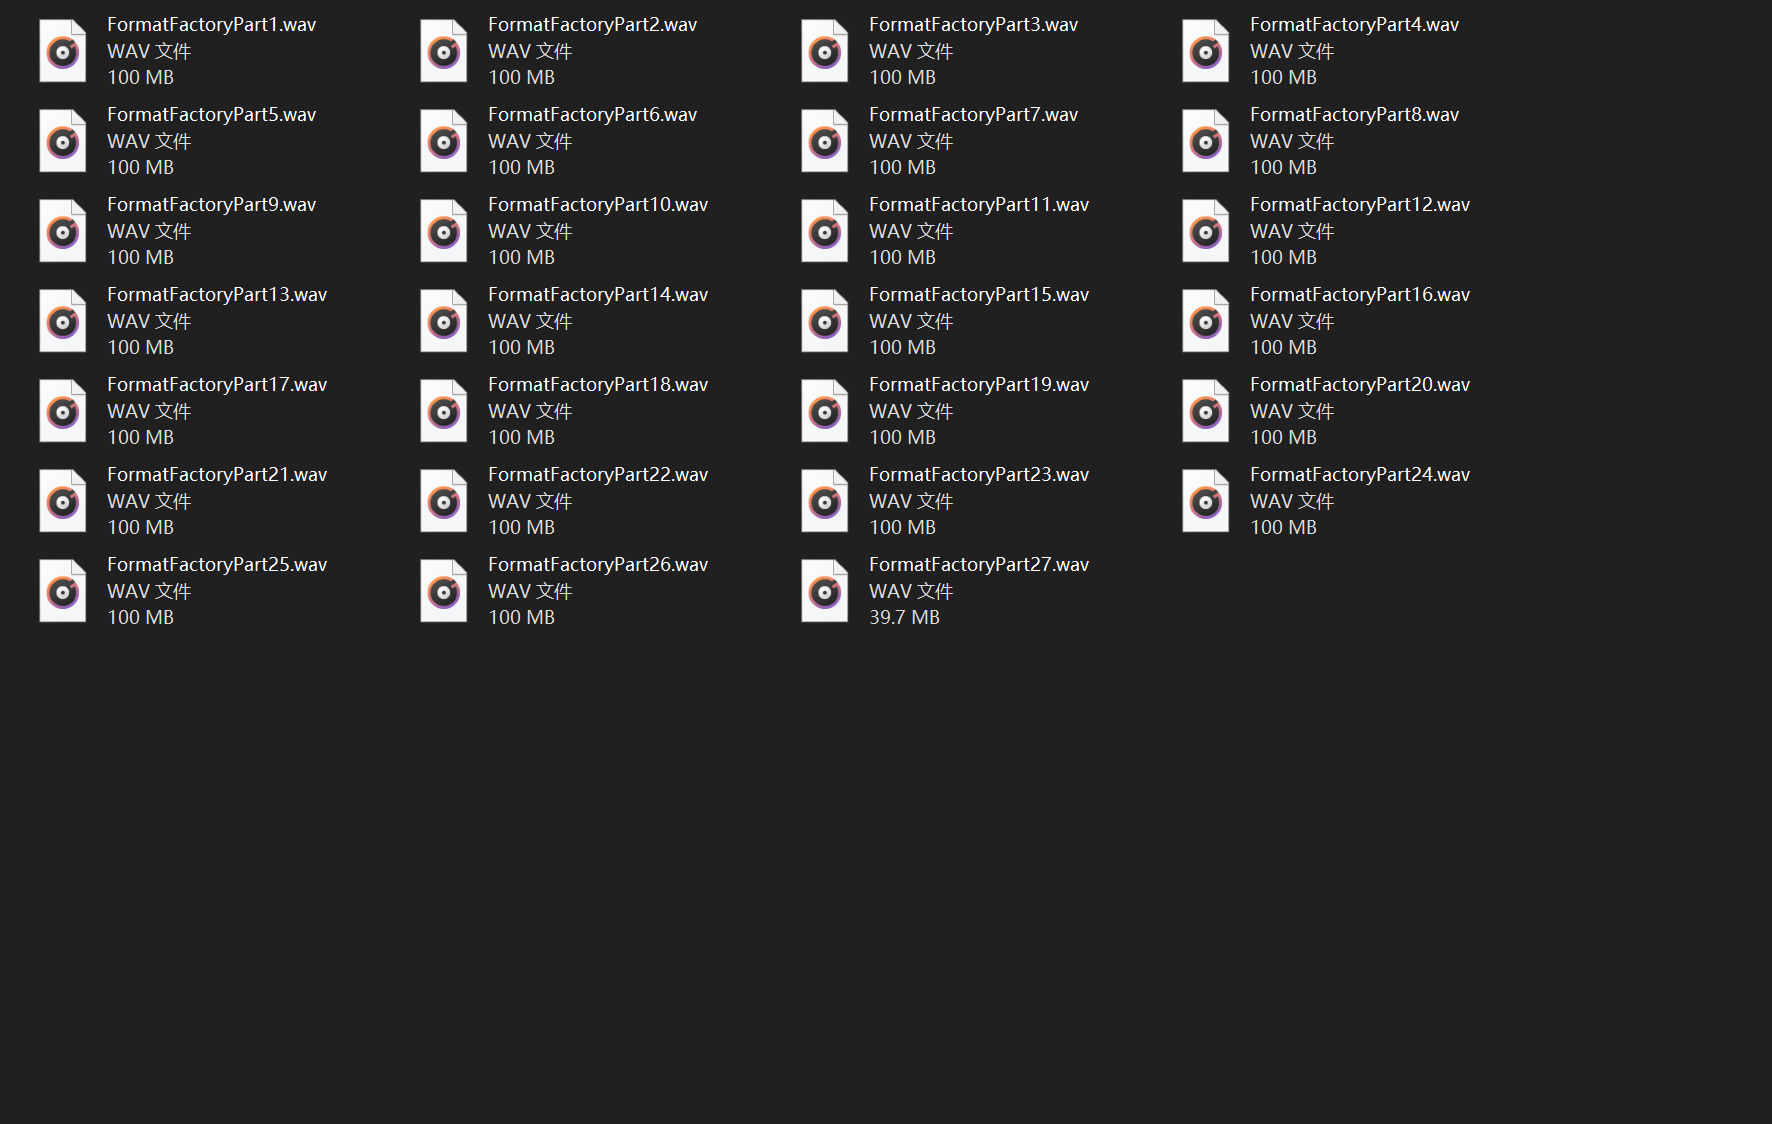 FormatFactoryPart1.wav
WAV 文件
100 MB
FormatFactoryPart2.wav
WAV 文件
100 MB
FormatFactoryPart3.wav
WAV 文件
100 MB
FormatFactoryPart4.wav
WAV 文件
100 MB
FormatFactoryPart5.wav
WAV 文件
100 MB
FormatFactoryPart6.wav
WAV 文件
100 MB
FormatFactoryPart7.wav
WAV 文件
100 MB
FormatFactoryPart8.wav
WAV 文件
100 MB
FormatFactoryPart9.wav
WAV 文件
100 MB
FormatFactoryPart10.wav
WAV 文件
100 MB
FormatFactoryPart11.wav
WAV 文件
100 MB
FormatFactoryPart12.wav
WAV 文件
100 MB
FormatFactoryPart13.wav
WAV 文件
100 MB
FormatFactoryPart14.wav
WAV 文件
100 MB
FormatFactoryPart15.wav
WAV 文件
100 MB
FormatFactoryPart16.wav
WAV 文件
100 MB
FormatFactoryPart17.wav
WAV 文件
100 MB
FormatFactoryPart18.wav
WAV 文件
100 MB
FormatFactoryPart19.wav
WAV 文件
100 MB
FormatFactoryPart20.wav
WAV 文件
100 MB
FormatFactoryPart21.wav
WAV 文件
100 MB
FormatFactoryPart22.wav
WAV 文件
100 MB
FormatFactoryPart23.wav
WAV 文件
100 MB
FormatFactoryPart24.wav
WAV 文件
100 MB
FormatFactoryPart25.wav
WAV 文件
100 MB
FormatFactoryPart26.wav
WAV 文件
100 MB
FormatFactoryPart27.wav
WAV 文件
39.7 MB